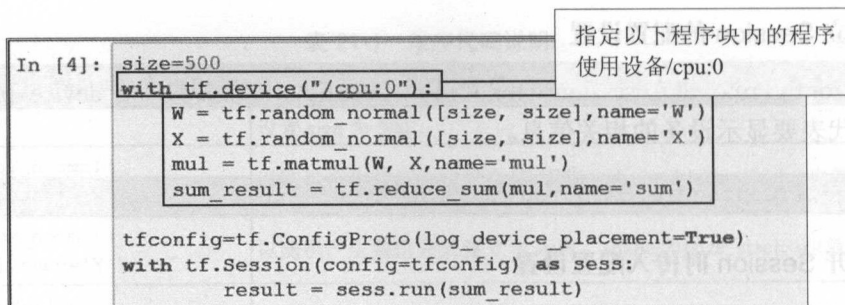 指定以下程序块内的程序
使用设备/cpu:0
In [4]: size=500
with tf.device("/cpu:0"):
W = tf.random_normal([size, size],name='W')
X = tf.random_normal([size, size],name='X')
mul = tf.matmul(W, X,name='mul')
sum_result = tf.reduce_sum(mul,name='sum')
tfconfig=tf.ConfigProto(log_device_placement=True)
with tf.Session(config=tfconfig) as sess:
result = sess.run(sum_result)